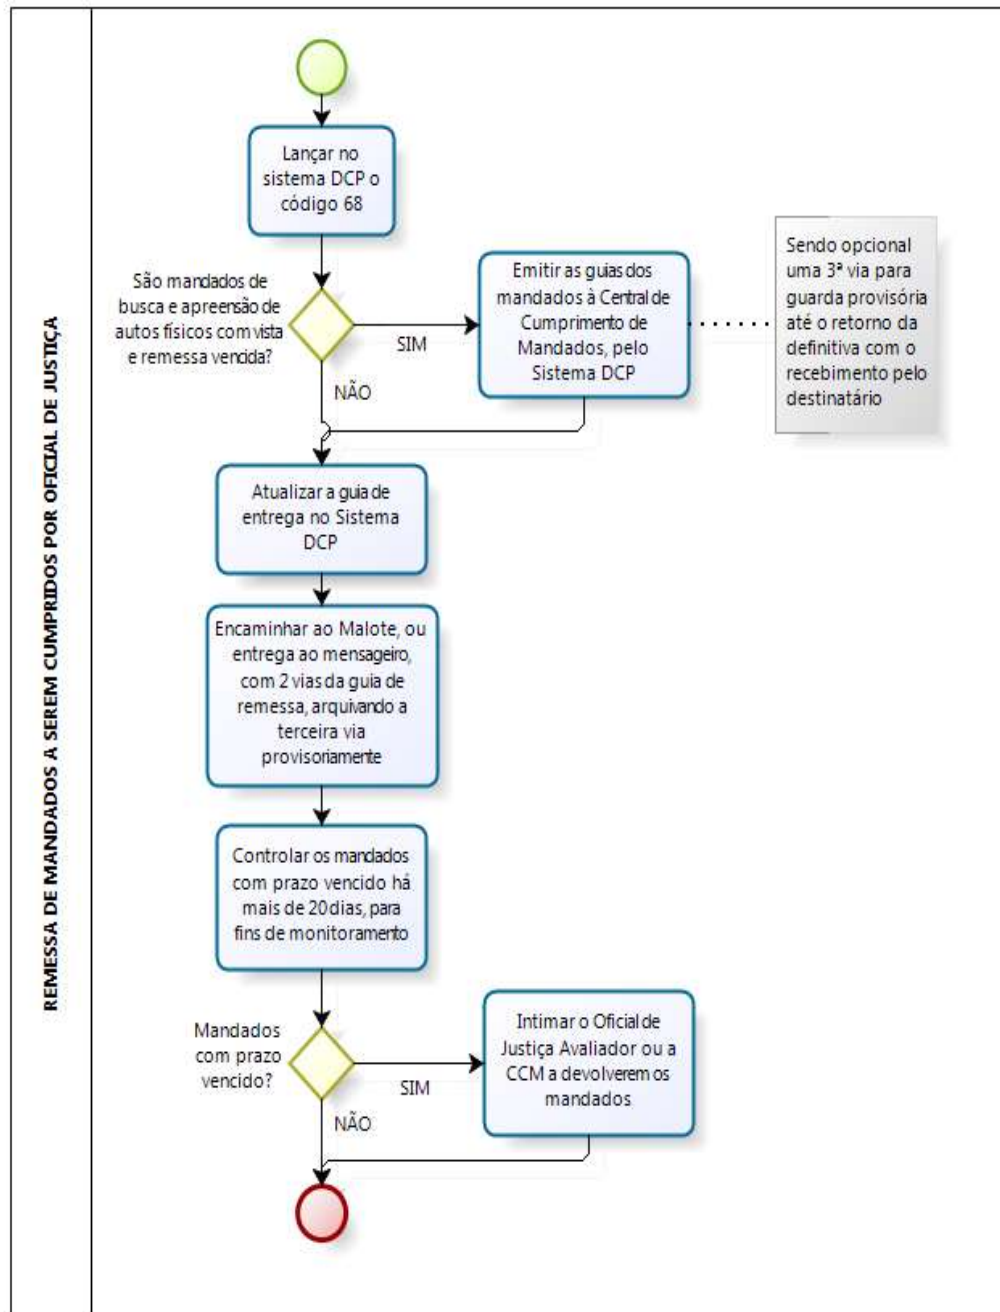 REMESSA DE MANDADOS A SEREM CUMPRIDOS POR OFICIAL DE JUSTIÇA
Lançar no
sistema DCP o
código 68
São mandados de
busca e apreensão de
autos físicos com vista
e remessa vencida?
SIM
NÃO
Emitir as guias dos
mandados à Central de
Cumprimento de
Mandados, pelo
Sistema DCP
Sendo opcional
uma 3ª via para
guarda provisória
até o retorno da
definitiva com o
recebimento pelo
destinatário
Atualizar a guia de
entrega no Sistema
DCP
Encaminhar ao Malote, ou
entrega ao mensageiro,
com 2 vias da guia de
remessa, arquivando a
terceira via
provisoriamente
Controlar os mandados
com prazo vencido há
mais de 20 dias, para
fins de monitoramento
Mandados
com prazo
vencido?
SIM
NÃO
Intimar o Oficial de
Justiça Avaliador ou a
CCM a devolverem os
mandados